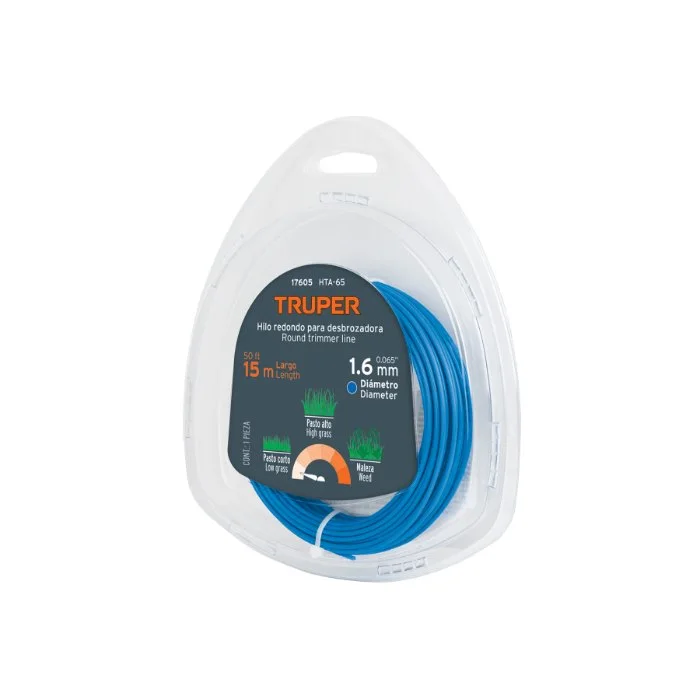 17605 HTA-65
TRUPER
Hilo redondo para desbrozadora
Round trimmer line
50 ft
15 m Largo
Length
0.065"
1.6 mm
Diámetro
Diameter
Pasto alto
High grass
Pasto corto
Low grass
Maleza
Weed
CONT.: 1 PIEZA